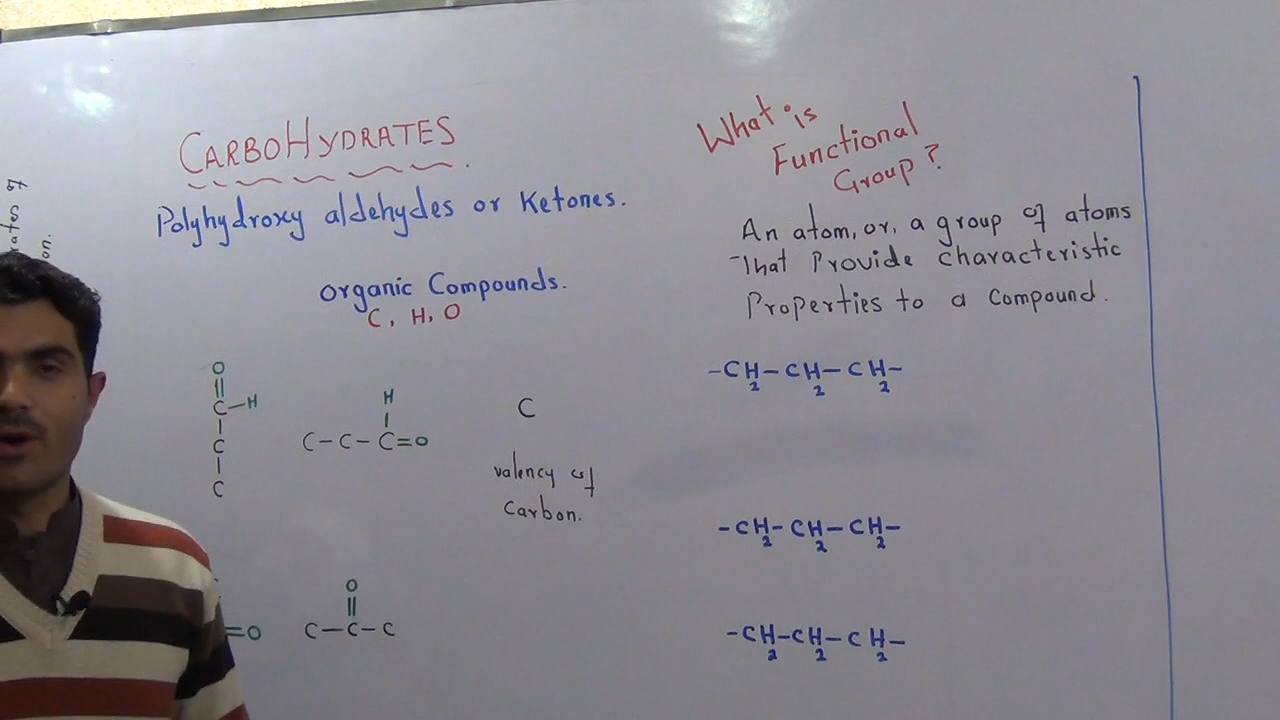 CARBOHYDRATES
Polyhydroxy aldehydes or Ketones.
organic Compounds.
C, H, O
O
||
C–H
|
C
|
C
H
|
C–C–C=O
C
valency of
Carbon.
=O
O
||
C–C–C
What is
Functional
Group?
An atom, or, a group of atoms
That Provide characteristic
Properties to a Compound.
–CH₂–CH₂–CH₂–
–CH₂–CH₂–CH₂–
–CH₂–CH₂–CH₂–
on.